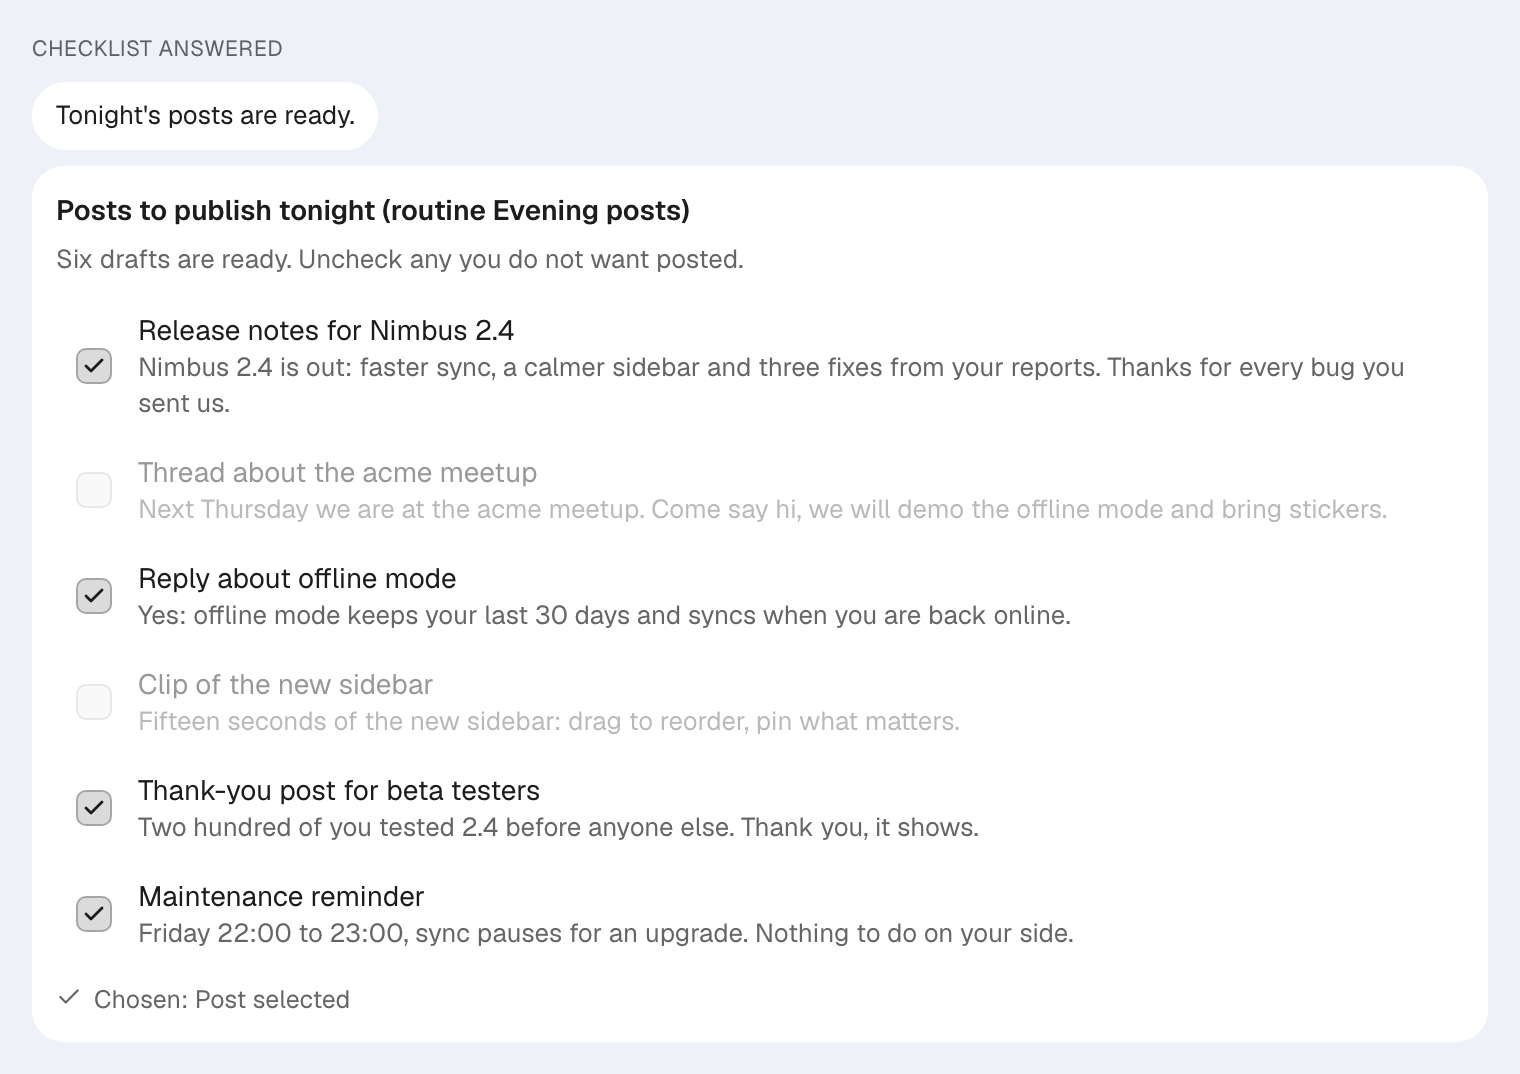 CHECKLIST ANSWERED
Tonight's posts are ready.
Posts to publish tonight (routine Evening posts)
Six drafts are ready. Uncheck any you do not want posted.
Release notes for Nimbus 2.4
Nimbus 2.4 is out: faster sync, a calmer sidebar and three fixes from your reports. Thanks for every bug you
sent us.
Thread about the acme meetup
Next Thursday we are at the acme meetup. Come say hi, we will demo the offline mode and bring stickers.
Reply about offline mode
Yes: offline mode keeps your last 30 days and syncs when you are back online.
Clip of the new sidebar
Fifteen seconds of the new sidebar: drag to reorder, pin what matters.
Thank-you post for beta testers
Two hundred of you tested 2.4 before anyone else. Thank you, it shows.
Maintenance reminder
Friday 22:00 to 23:00, sync pauses for an upgrade. Nothing to do on your side.
Chosen: Post selected